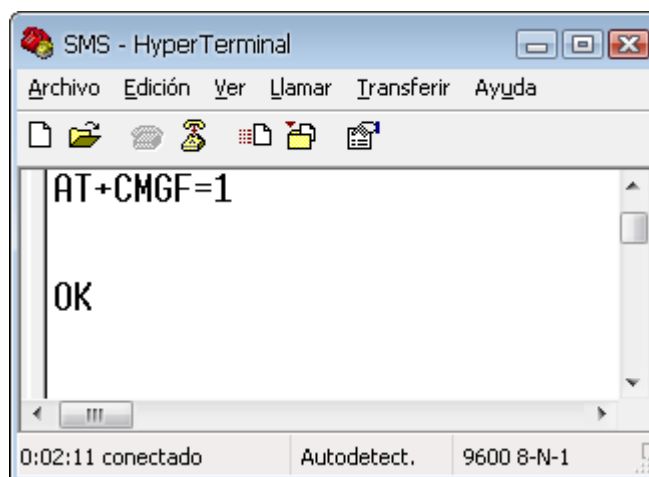 SMS - HyperTerminal
Archivo Edición Ver Llamar Transferir Ayuda
AT+CMGF=1
OK
0:02:11 conectado Autodetect. 9600 8-N-1